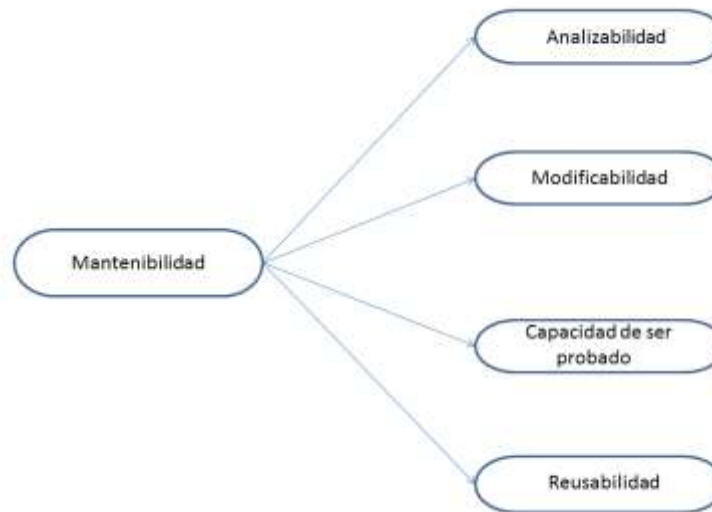 Analizabilidad
Modificabilidad
Mantenibilidad
Capacidad de ser
probado
Reusabilidad